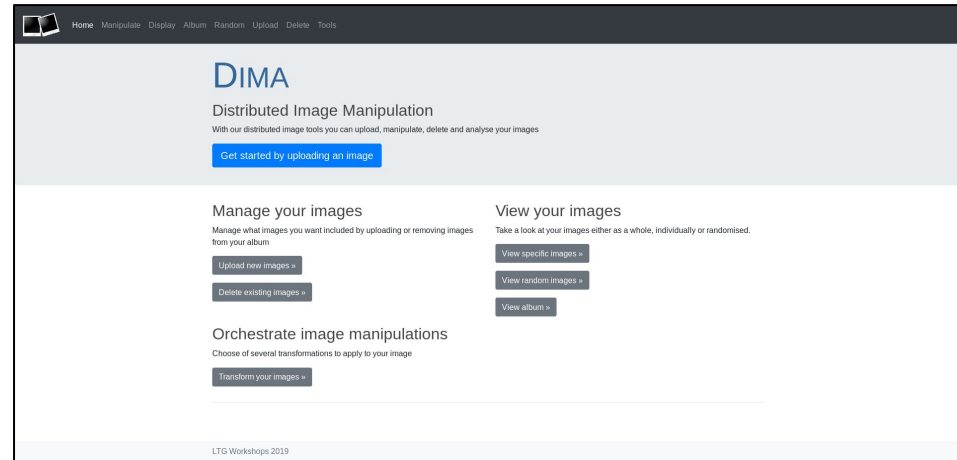 Home Manipulate Display Album Random Upload Delete Tools
DIMA
Distributed Image Manipulation
With our distributed image tools you can upload, manipulate, delete and analyse your images
Get started by uploading an image
Manage your images
Manage what images you want included by uploading or removing images
from your album
Upload new images »
Delete existing images »
View your images
Take a look at your images either as a whole, individually or randomised.
View specific images »
View random images »
View album »
Orchestrate image manipulations
Choose of several transformations to apply to your image
Transform your images »
LTG Workshops 2019